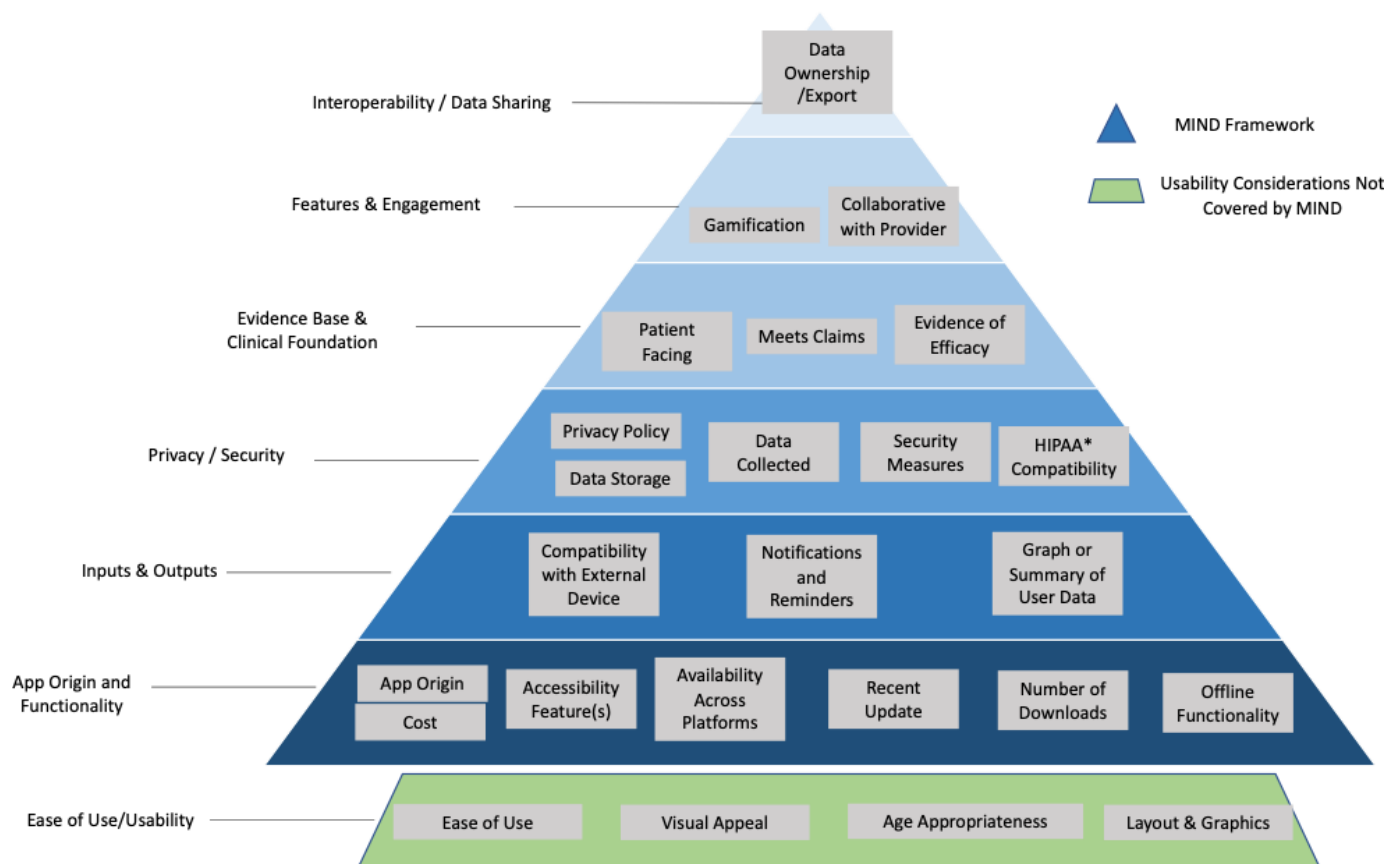 Data
Ownership
/Export
Interoperability / Data Sharing
MIND Framework
Usability Considerations Not
Covered by MIND
Features & Engagement
Gamification
Collaborative
with Provider
Evidence Base &
Clinical Foundation
Patient
Facing
Meets Claims
Evidence of
Efficacy
Privacy / Security
Privacy Policy
Data Storage
Data
Collected
Security
Measures
HIPAA*
Compatibility
Inputs & Outputs
Compatibility
with External
Device
Notifications
and
Reminders
Graph or
Summary of
User Data
App Origin and
Functionality
App Origin
Cost
Accessibility
Feature(s)
Availability
Across
Platforms
Recent
Update
Number of
Downloads
Offline
Functionality
Ease of Use/Usability
Ease of Use
Visual Appeal
Age Appropriateness
Layout & Graphics